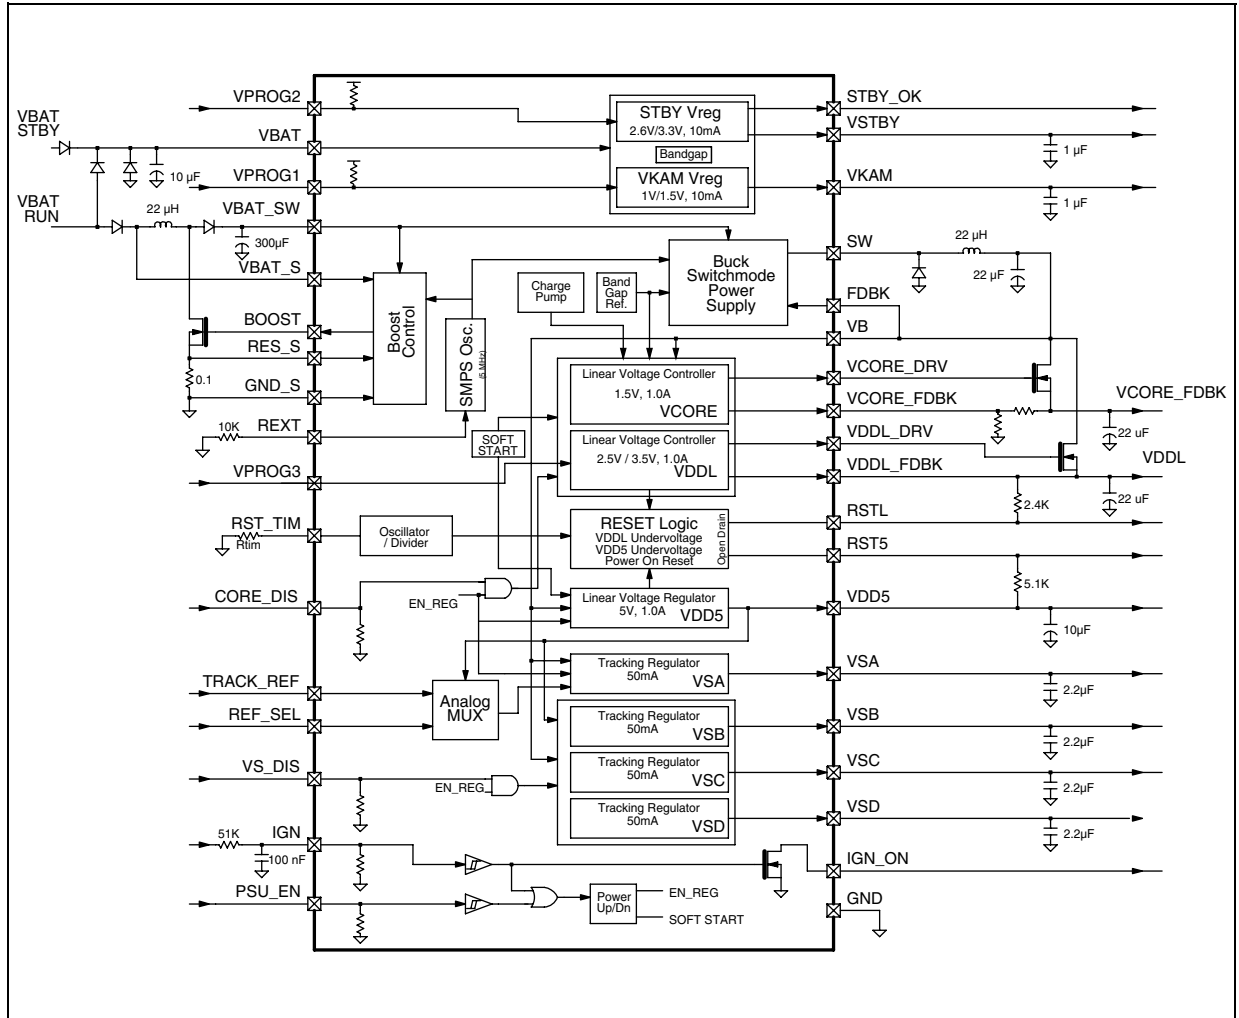 VPROG2
VBAT
STBY
VBAT
10 µF
VPROG1
VBAT
RUN
22 µH
VBAT_SW
300µF
VBAT_S
BOOST
RES_S
0.1
GND_S
REXT
10K
VPROG3
RST_TIM
Rtim
CORE_DIS
TRACK_REF
REF_SEL
VS_DIS
IGN
51K
100 nF
PSU_EN
STBY Vreg
2.6V/3.3V, 10mA
Bandgap
VKAM Vreg
1V/1.5V, 10mA
Buck
Switchmode
Power
Supply
Charge
Pump
Band
Gap
Ref.
Boost
Control
SMPS Osc.
(5 MHz)
Linear Voltage Controller
1.5V, 1.0A
VCORE
SOFT
START
Linear Voltage Controller
2.5V / 3.5V, 1.0A
VDDL
Oscillator
/ Divider
RESET Logic
VDDL Undervoltage
VDD5 Undervoltage
Power On Reset
Open Drain
EN_REG
Linear Voltage Regulator
5V, 1.0A
VDD5
Analog
MUX
Tracking Regulator
50mA
VSA
Tracking Regulator
50mA
VSB
Tracking Regulator
50mA
VSC
Tracking Regulator
50mA
VSD
EN_REG
Power
Up/Dn
EN_REG
SOFT START
STBY_OK
VSTBY
1 µF
VKAM
1 µF
SW
22 µH
22 µF
FDBK
VB
VCORE_DRV
VCORE_FDBK
VCORE_FDBK
22 uF
VDDL_DRV
VDDL_FDBK
VDDL
22 uF
2.4K
RSTL
RST5
5.1K
VDD5
10µF
VSA
2.2µF
VSB
2.2µF
VSC
2.2µF
VSD
2.2µF
IGN_ON
GND